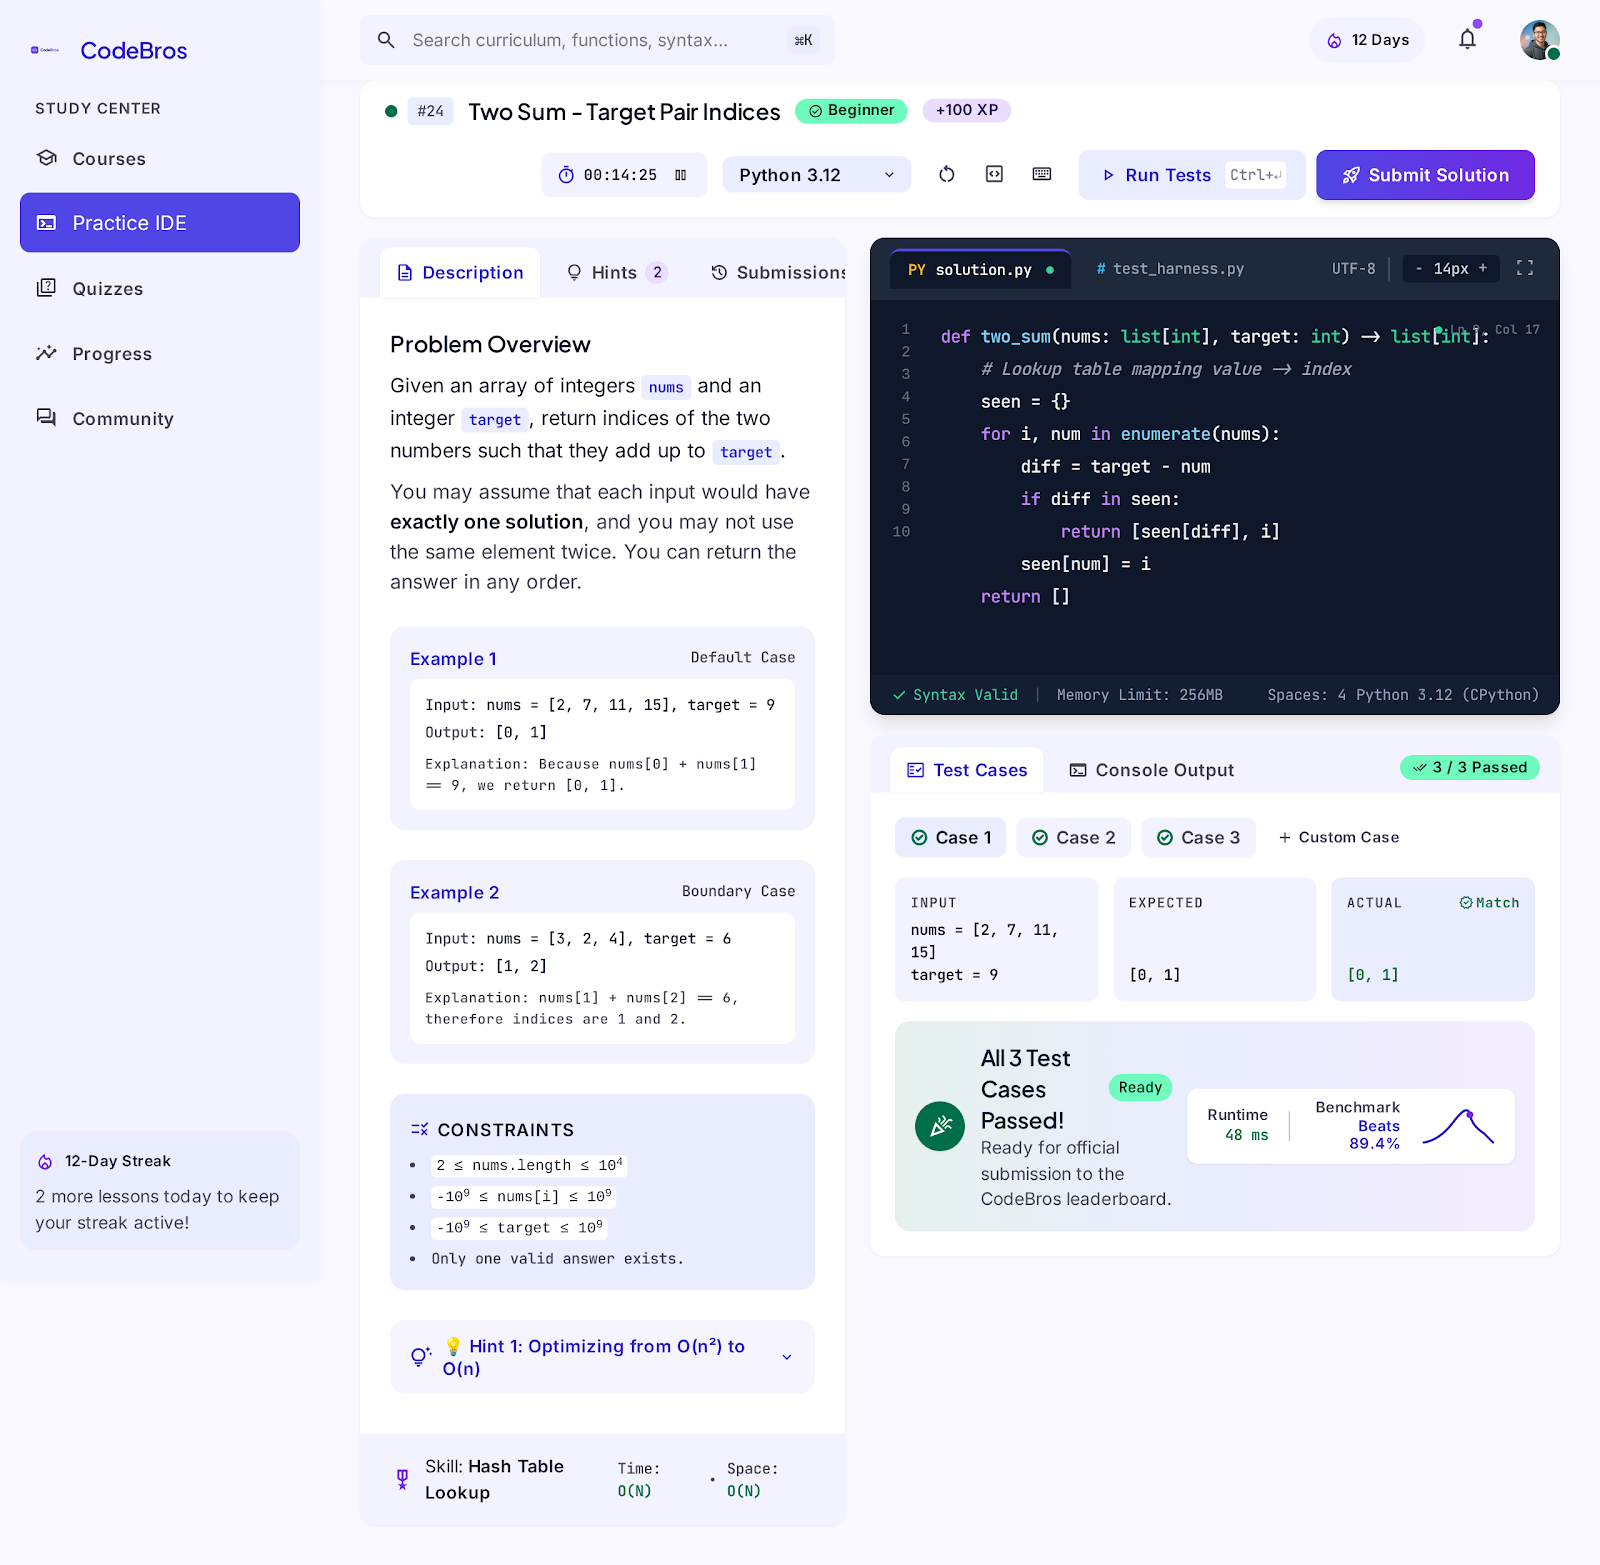 CodeBros
Search curriculum, functions, syntax...
⌘K
12 Days
STUDY CENTER
Courses
Practice IDE
Quizzes
Progress
Community
12-Day Streak
2 more lessons today to keep
your streak active!
#24
Two Sum - Target Pair Indices
Beginner
+100 XP
00:14:25
Python 3.12
Run Tests
Ctrl+↵
Submit Solution
Description
Hints 2
Submissions
Problem Overview
Given an array of integers nums and an
integer target, return indices of the two
numbers such that they add up to target.
You may assume that each input would have
exactly one solution, and you may not use
the same element twice. You can return the
answer in any order.
Example 1
Default Case
Input: nums = [2, 7, 11, 15], target = 9
Output: [0, 1]
Explanation: Because nums[0] + nums[1]
== 9, we return [0, 1].
Example 2
Boundary Case
Input: nums = [3, 2, 4], target = 6
Output: [1, 2]
Explanation: nums[1] + nums[2] == 6,
therefore indices are 1 and 2.
CONSTRAINTS
• 2 ≤ nums.length ≤ 10⁴
• -10⁹ ≤ nums[i] ≤ 10⁹
• -10⁹ ≤ target ≤ 10⁹
• Only one valid answer exists.
💡 Hint 1: Optimizing from O(n²) to
O(n)
Skill: Hash Table
Lookup
Time:
O(N)
•
Space:
O(N)
PY solution.py
# test_harness.py
UTF-8
- 14px +
1
2
3
4
5
6
7
8
9
10
Col 17
def two_sum(nums: list[int], target: int) -> list[int]:
# Lookup table mapping value -> index
seen = {}
for i, num in enumerate(nums):
diff = target - num
if diff in seen:
return [seen[diff], i]
seen[num] = i
return []
Syntax Valid
Memory Limit: 256MB
Spaces: 4 Python 3.12 (CPython)
Test Cases
Console Output
3 / 3 Passed
Case 1
Case 2
Case 3
+ Custom Case
INPUT
nums = [2, 7, 11,
15]
target = 9
EXPECTED
[0, 1]
ACTUAL
Match
[0, 1]
All 3 Test
Cases
Passed!
Ready
Ready for official
submission to the
CodeBros leaderboard.
Runtime
48 ms
Benchmark
Beats
89.4%